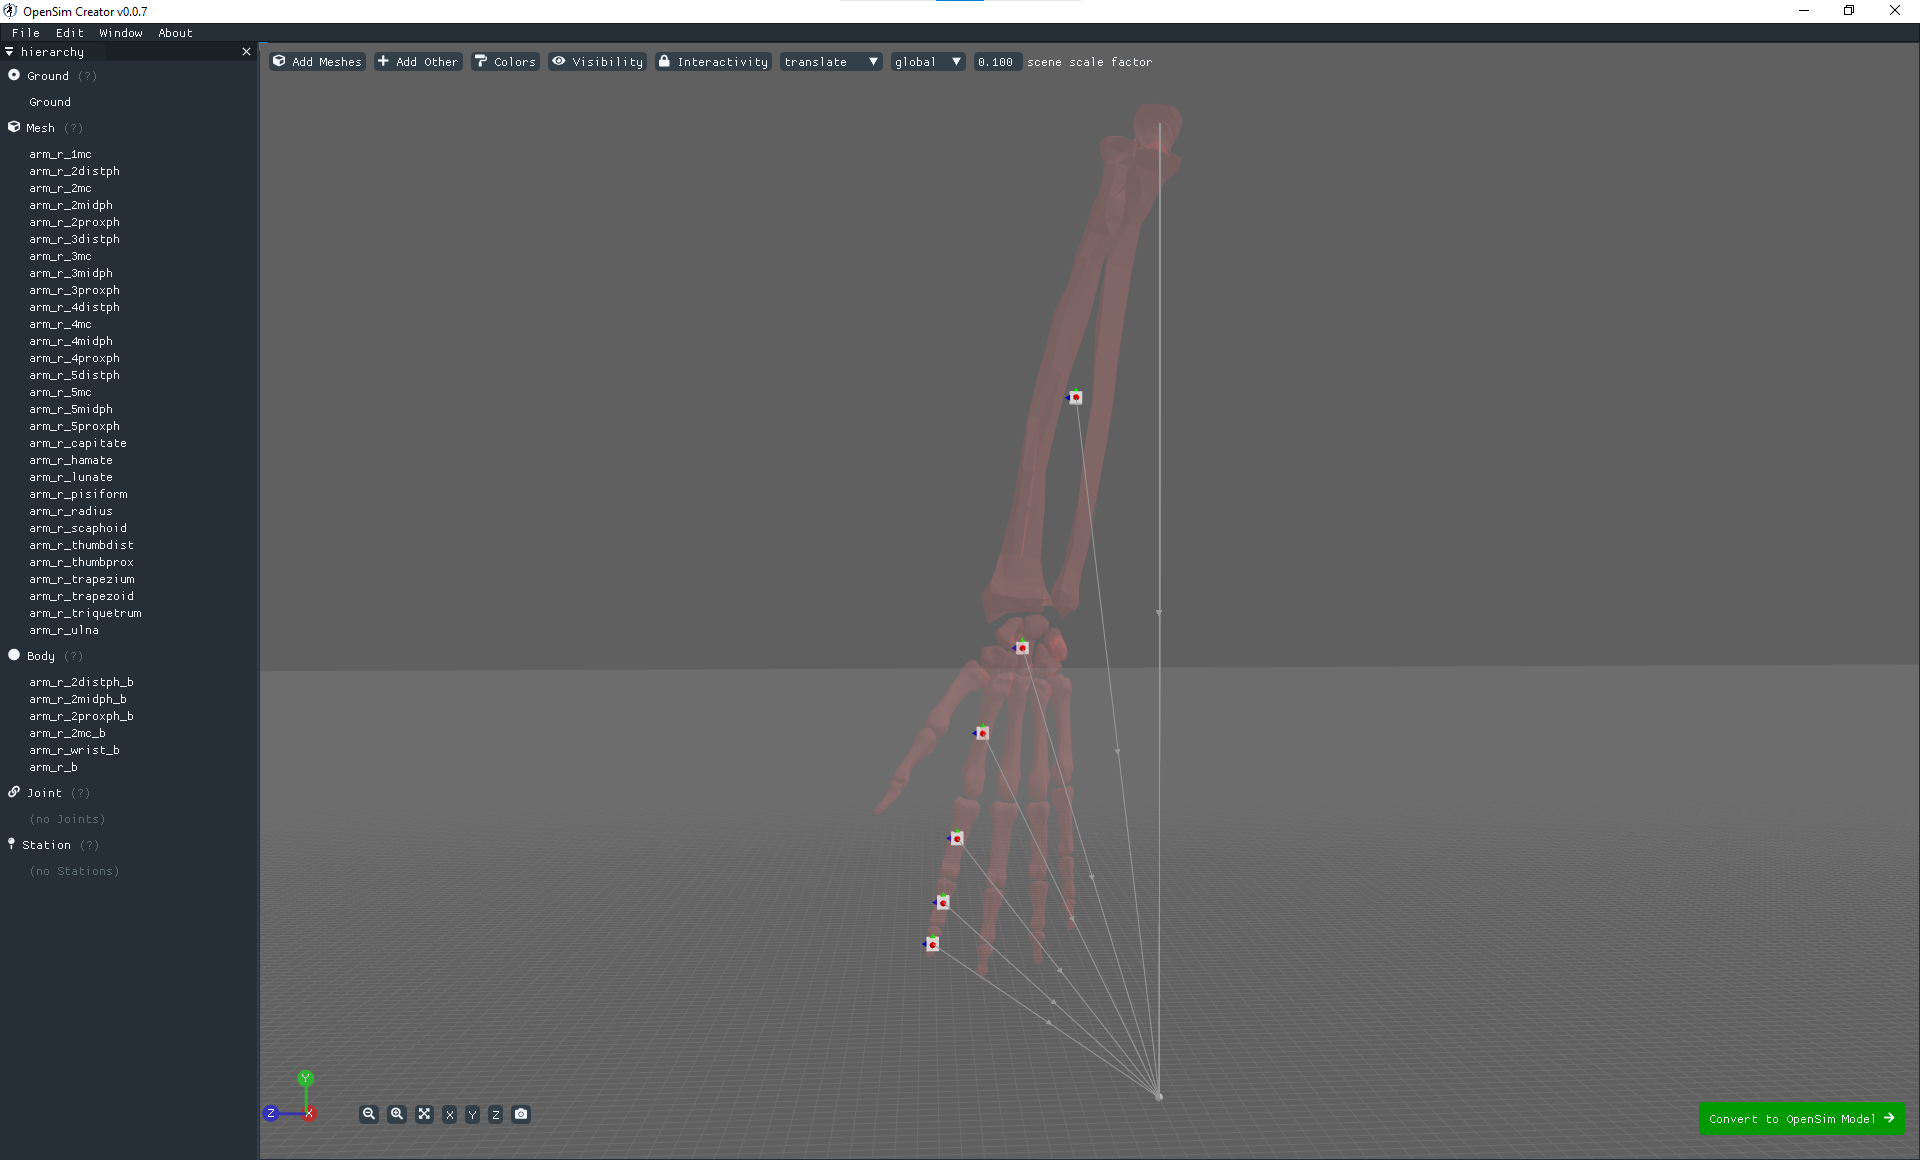 OpenSim Creator v0.0.7
File Edit Window About
hierarchy
Add Meshes Add Other Colors Visibility Interactivity translate global 0.100 scene scale factor
Ground (?)
Ground
Mesh (?)
arm_r_1mc
arm_r_2distph
arm_r_2mc
arm_r_2midph
arm_r_2proxph
arm_r_3distph
arm_r_3mc
arm_r_3midph
arm_r_3proxph
arm_r_4distph
arm_r_4mc
arm_r_4midph
arm_r_4proxph
arm_r_5distph
arm_r_5mc
arm_r_5midph
arm_r_5proxph
arm_r_capitate
arm_r_hamate
arm_r_lunate
arm_r_pisiform
arm_r_radius
arm_r_scaphoid
arm_r_thumbdist
arm_r_thumbprox
arm_r_trapezium
arm_r_trapezoid
arm_r_triquetrum
arm_r_ulna
Body (?)
arm_r_2distph_b
arm_r_2midph_b
arm_r_2proxph_b
arm_r_2mc_b
arm_r_wrist_b
arm_r_b
Joint (?)
(no Joints)
Station (?)
(no Stations)
Y
Z X
X Y Z
Convert to OpenSim Model